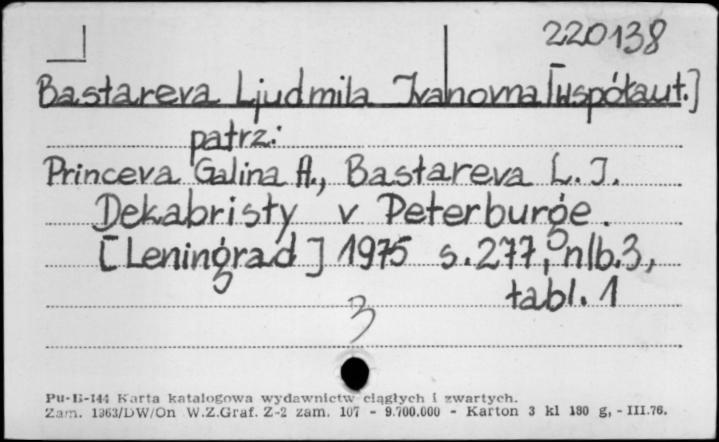 220138
Bastareva Ljudmila Ivanovna [współaut.]
patrz:
Princeva Galina A., Bastareva L. I.
Dekabristy v Peterburge.
[Leningrad] 1975 s. 277, nlb. 3,
tabl. 1
3
Pu-B-144 Karta katalogowa wydawnictw ciągłych i zwartych.
Zam. 1363/DW/On W.Z.Graf. Z-2 zam. 107 - 9.700.000 - Karton 3 kl 180 g, - III.76.